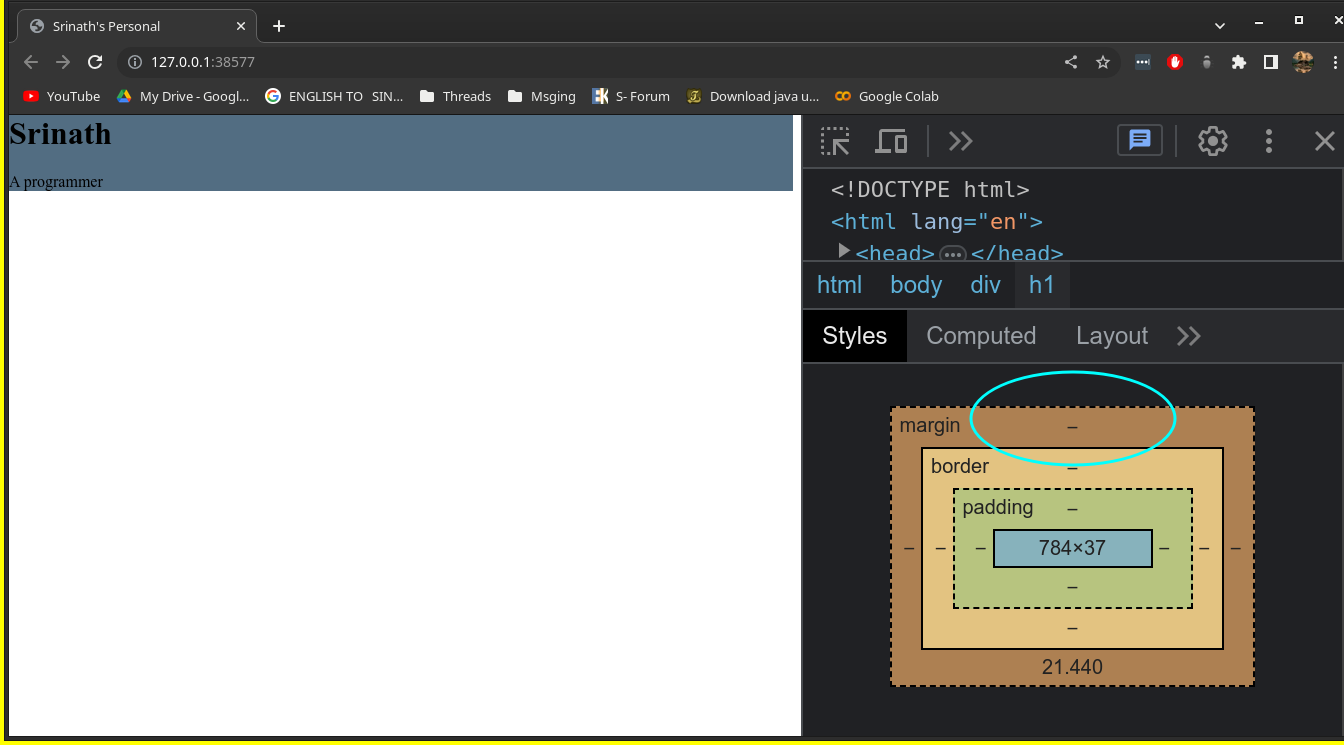 Srinath's Personal
127.0.0.1:38577
YouTube My Drive - Googl... ENGLISH TO SIN... Threads Msging S- Forum Download java u... Google Colab
Srinath
A programmer
<!DOCTYPE html>
<html lang="en">
<head> ... </head>
html body div h1
Styles Computed Layout
margin –
border –
padding –
– – – 784×37 – – –
–
–
21.440